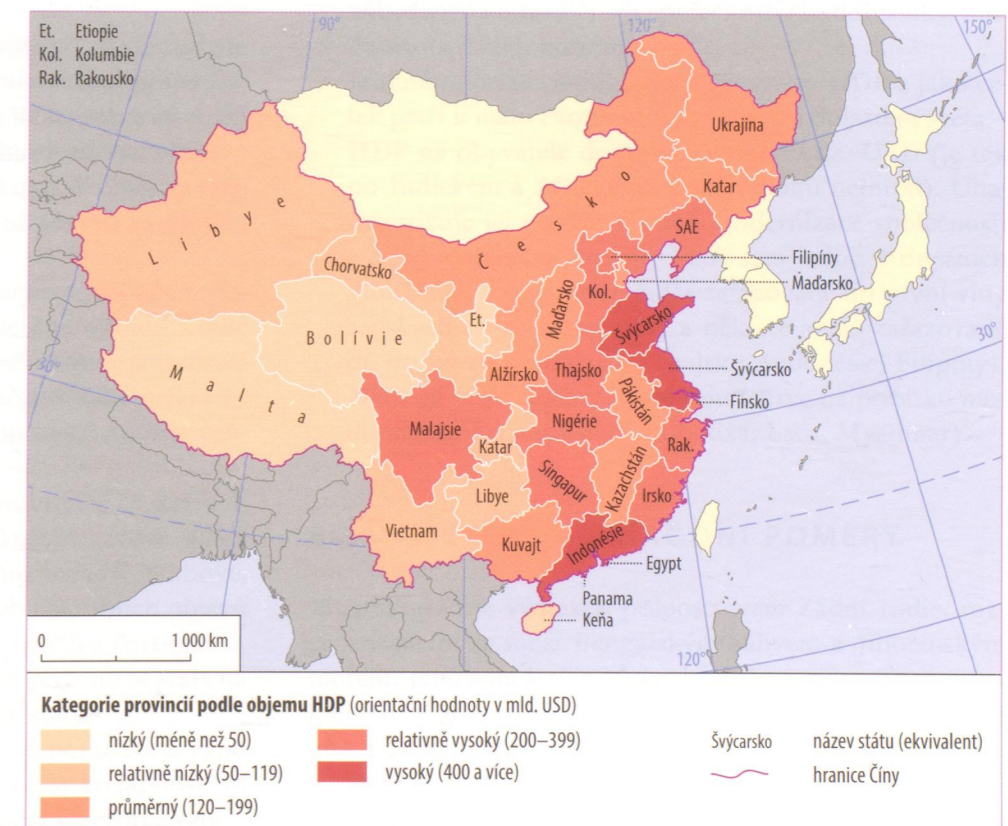 Et. Etiopie
Kol. Kolumbie
Rak. Rakousko
90°
120°
150°
Ukrajina
Katar
SAE
Česko
Libye
Chorvatsko
Filipíny
Maďarsko
Kol.
Maďarsko
Et.
Bolívie
Švýcarsko
30°
30°
Alžírsko
Thajsko
Švýcarsko
Malta
Pákistán
Finsko
Malajsie
Nigérie
Rak.
Katar
Kazachstán
Singapur
Irsko
Libye
Vietnam
Kuvajt
Indonésie
Egypt
Panama
Keňa
0 1 000 km
120°
Kategorie provincií podle objemu HDP (orientační hodnoty v mld. USD)
nízký (méně než 50)
relativně nízký (50–119)
průměrný (120–199)
relativně vysoký (200–399)
vysoký (400 a více)
Švýcarsko název státu (ekvivalent)
hranice Číny